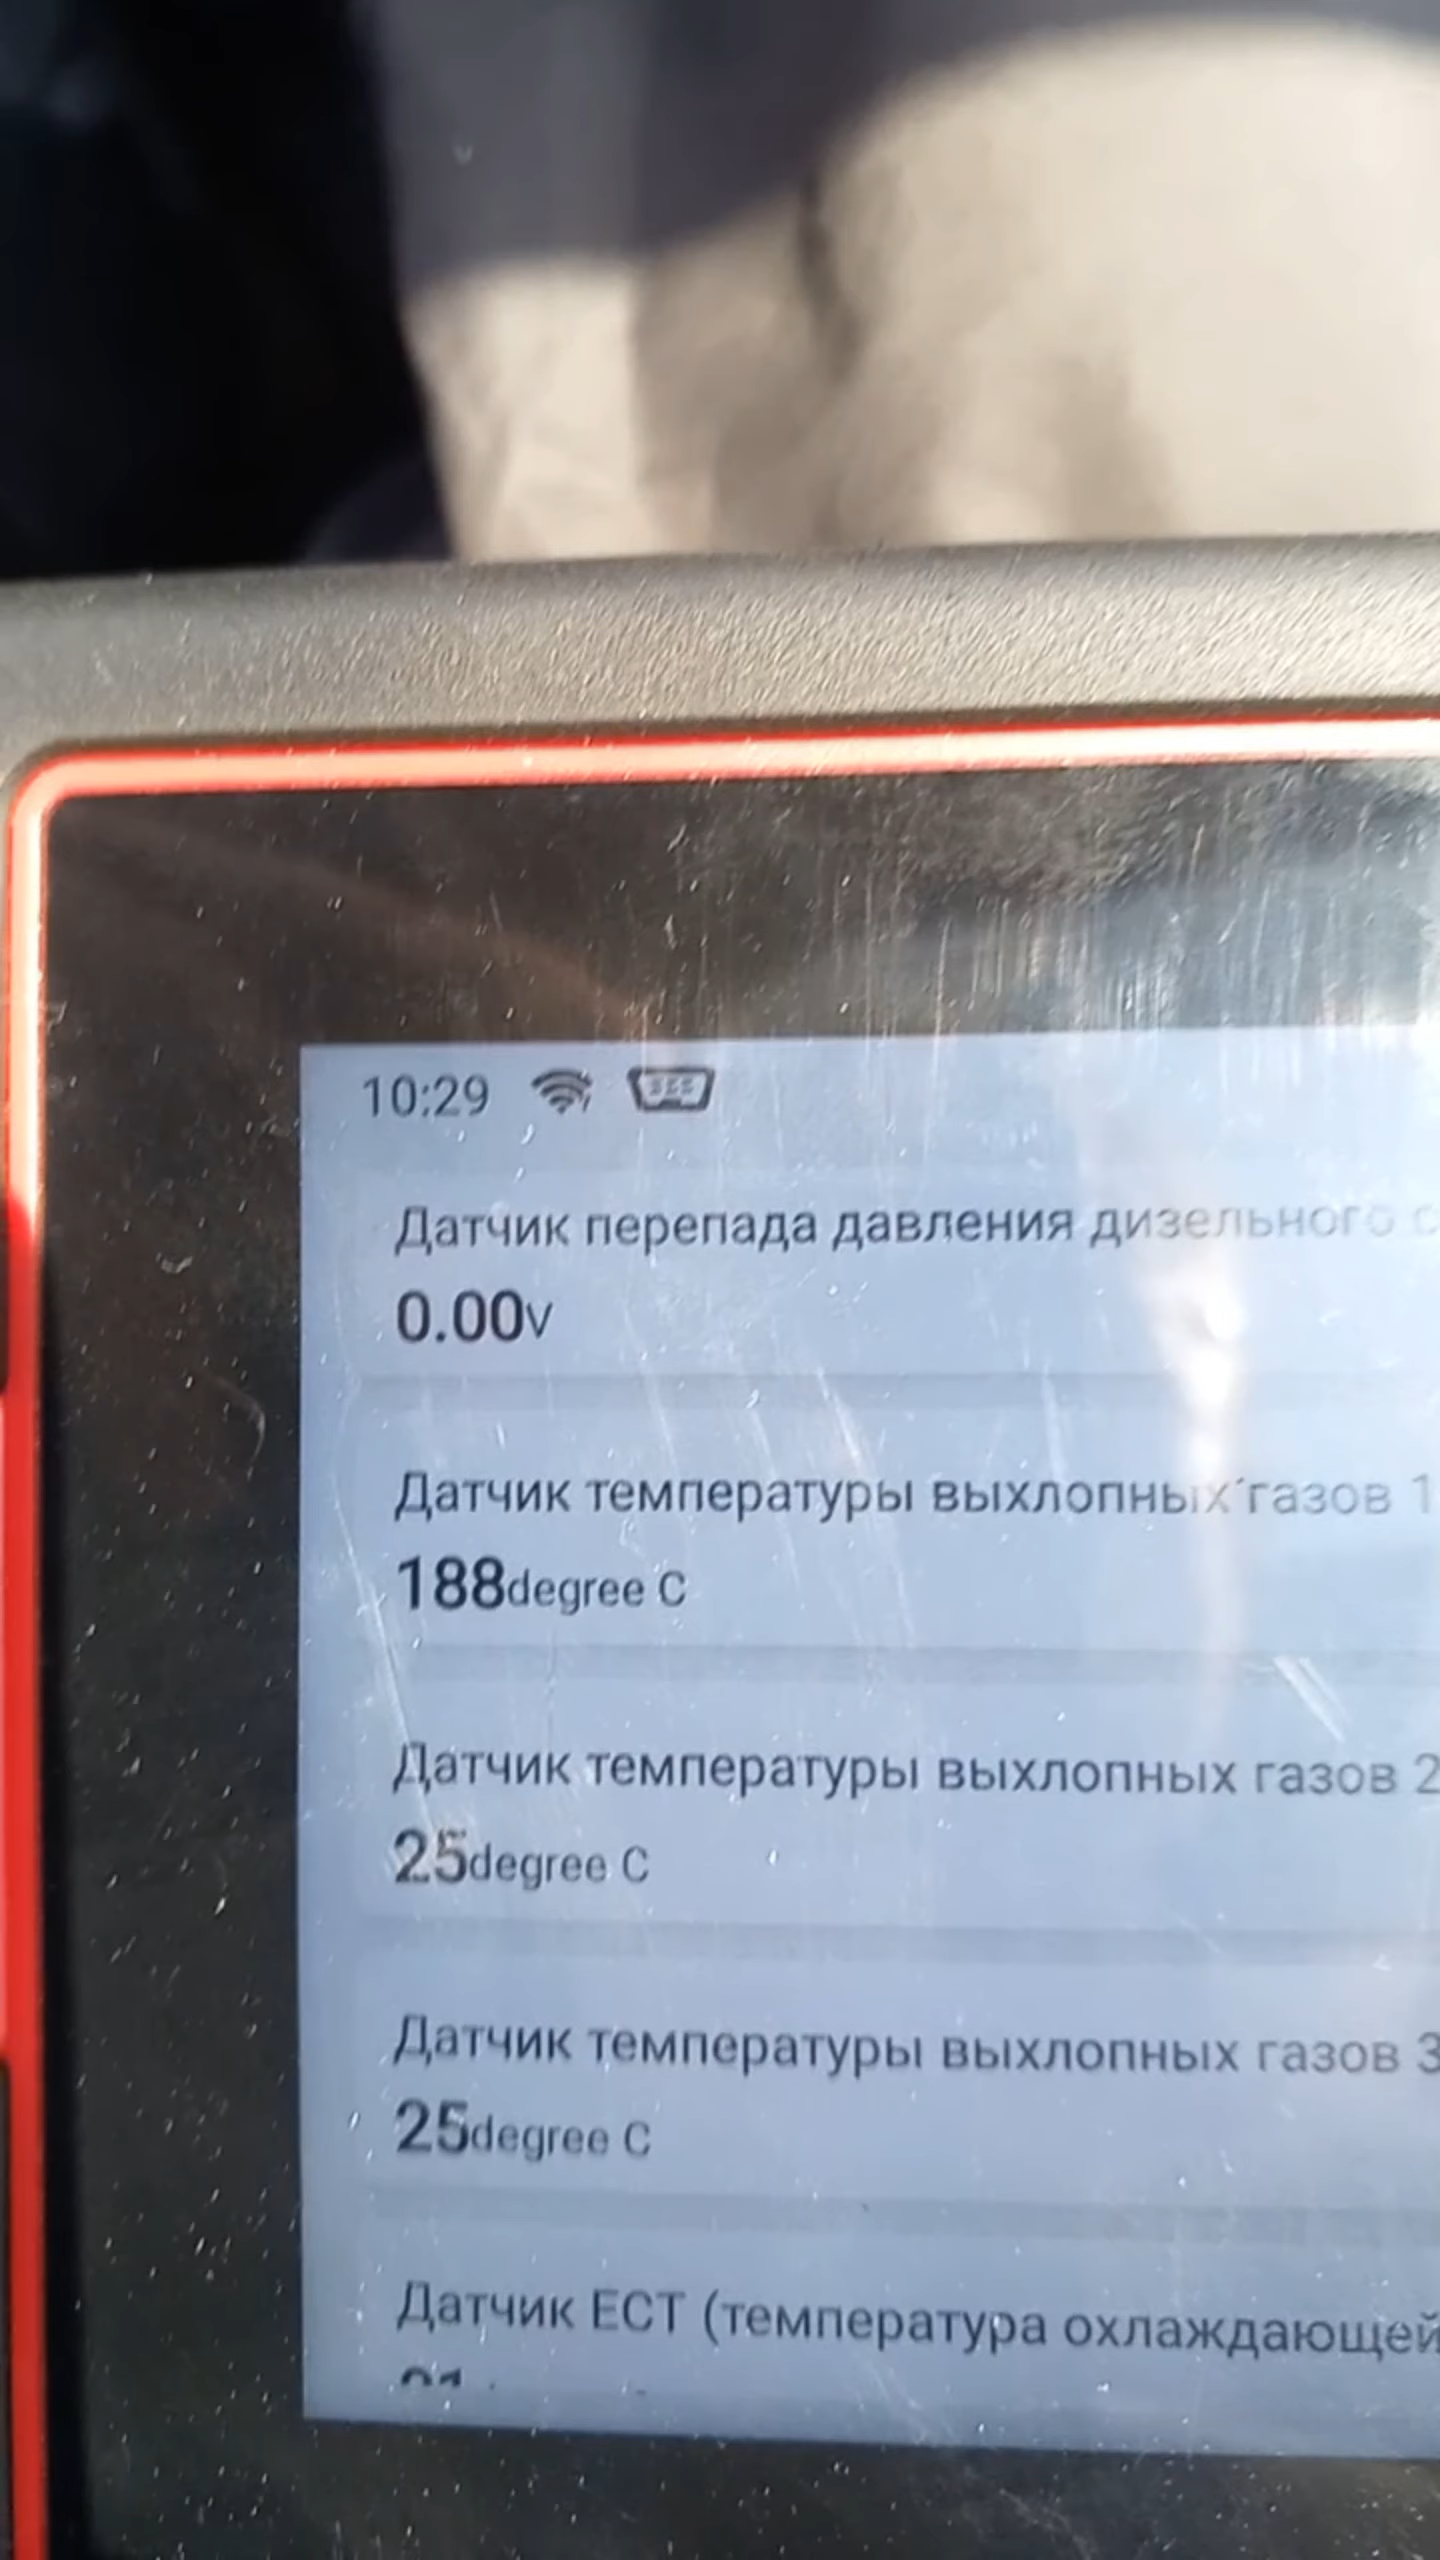 10:29
Датчик перепада давления дизельного
0.00V
Датчик температуры выхлопных газов 1
188degree C
Датчик температуры выхлопных газов 2
25degree C
Датчик температуры выхлопных газов 3
25degree C
Датчик ECT (температура охлаждающей